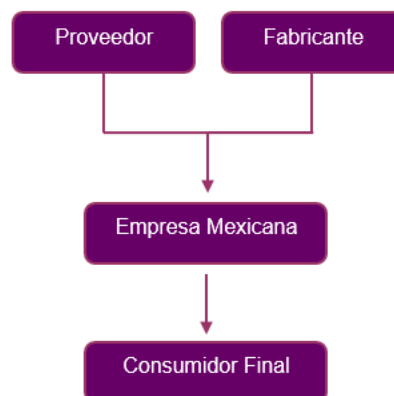 Proveedor
Fabricante
Empresa Mexicana
Consumidor Final